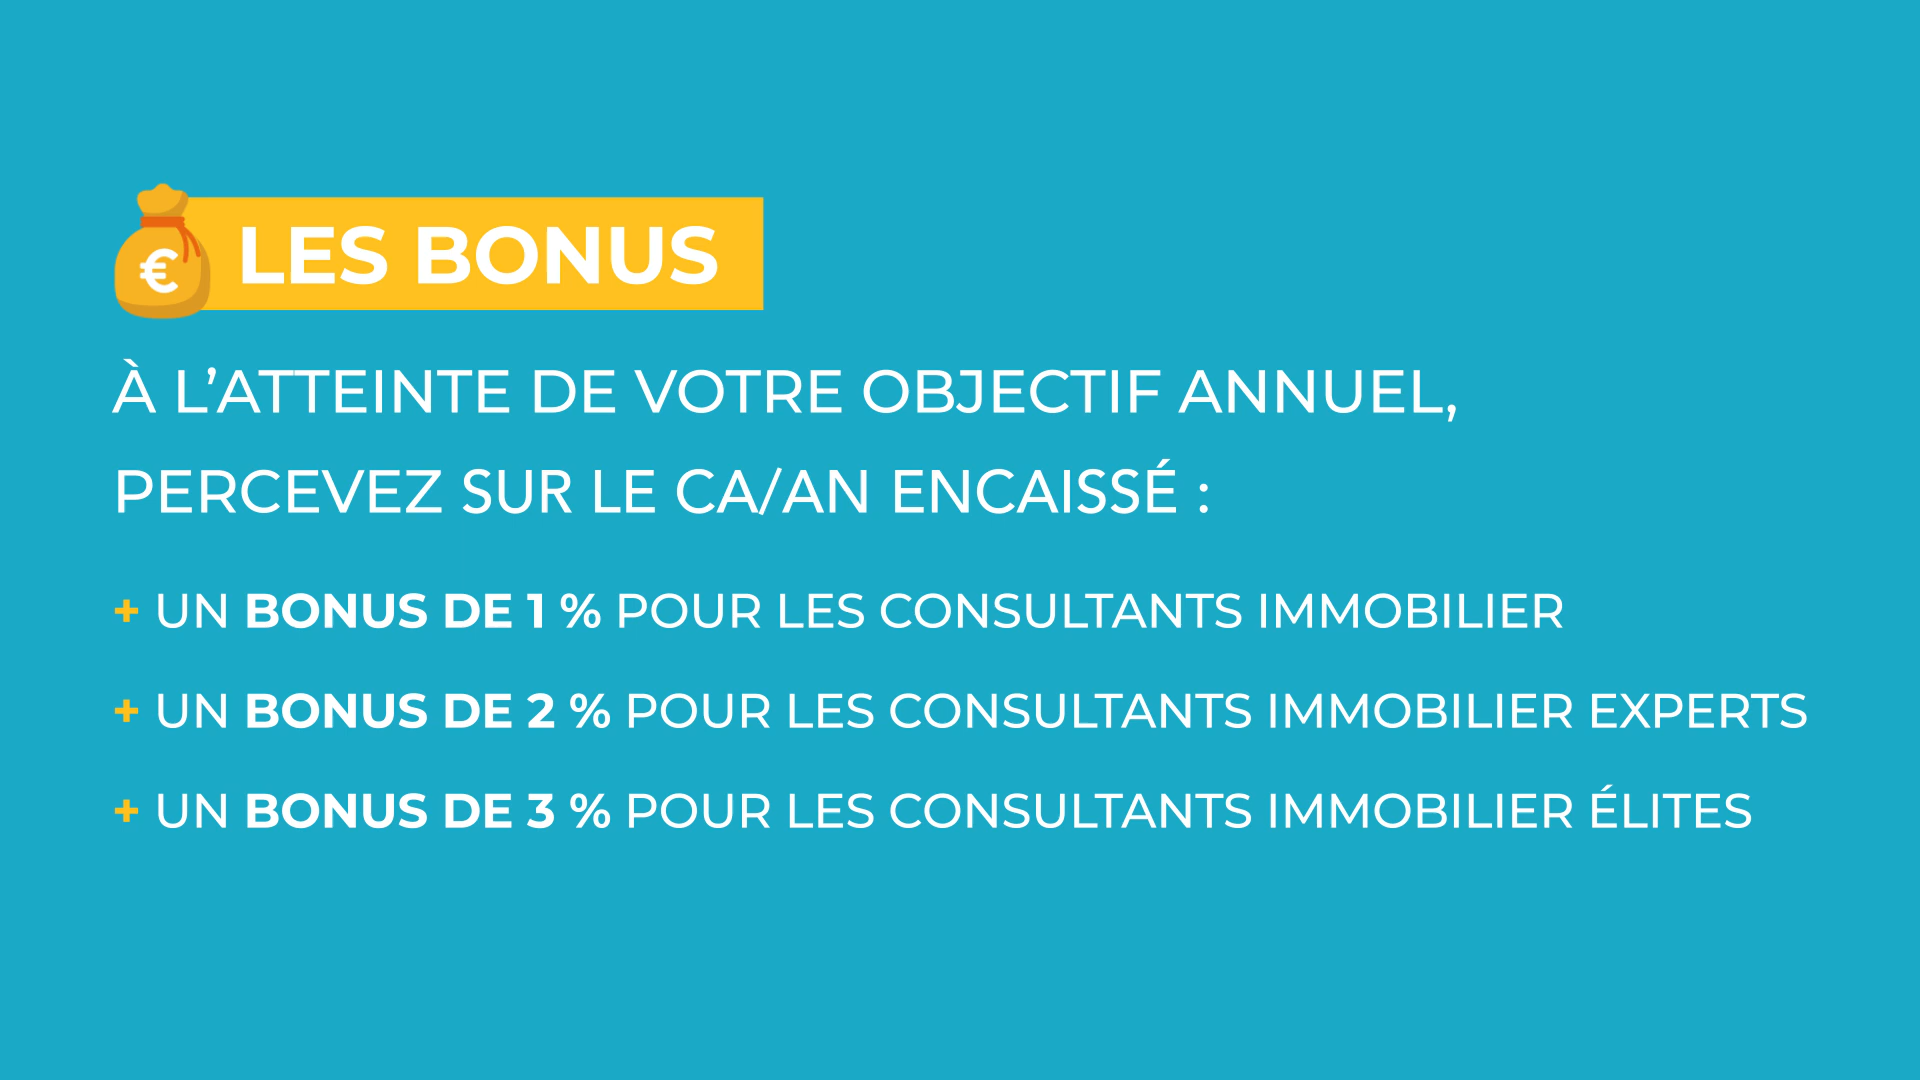 € LES BONUS
À L’ATTEINTE DE VOTRE OBJECTIF ANNUEL,
PERCEVEZ SUR LE CA/AN ENCAISSÉ :
+ UN BONUS DE 1 % POUR LES CONSULTANTS IMMOBILIER
+ UN BONUS DE 2 % POUR LES CONSULTANTS IMMOBILIER EXPERTS
+ UN BONUS DE 3 % POUR LES CONSULTANTS IMMOBILIER ÉLITES